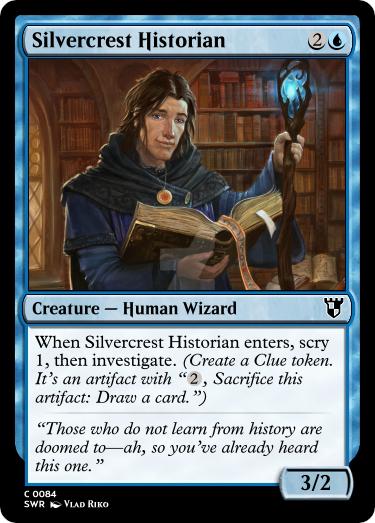 Silvercrest Historian 2
Creature — Human Wizard
When Silvercrest Historian enters, scry
1, then investigate. (Create a Clue token.
It's an artifact with “2, Sacrifice this
artifact: Draw a card.”)
“Those who do not learn from history are
doomed to—ah, so you've already heard
this one.”
3/2
C 0084
SWR Vlad Riko